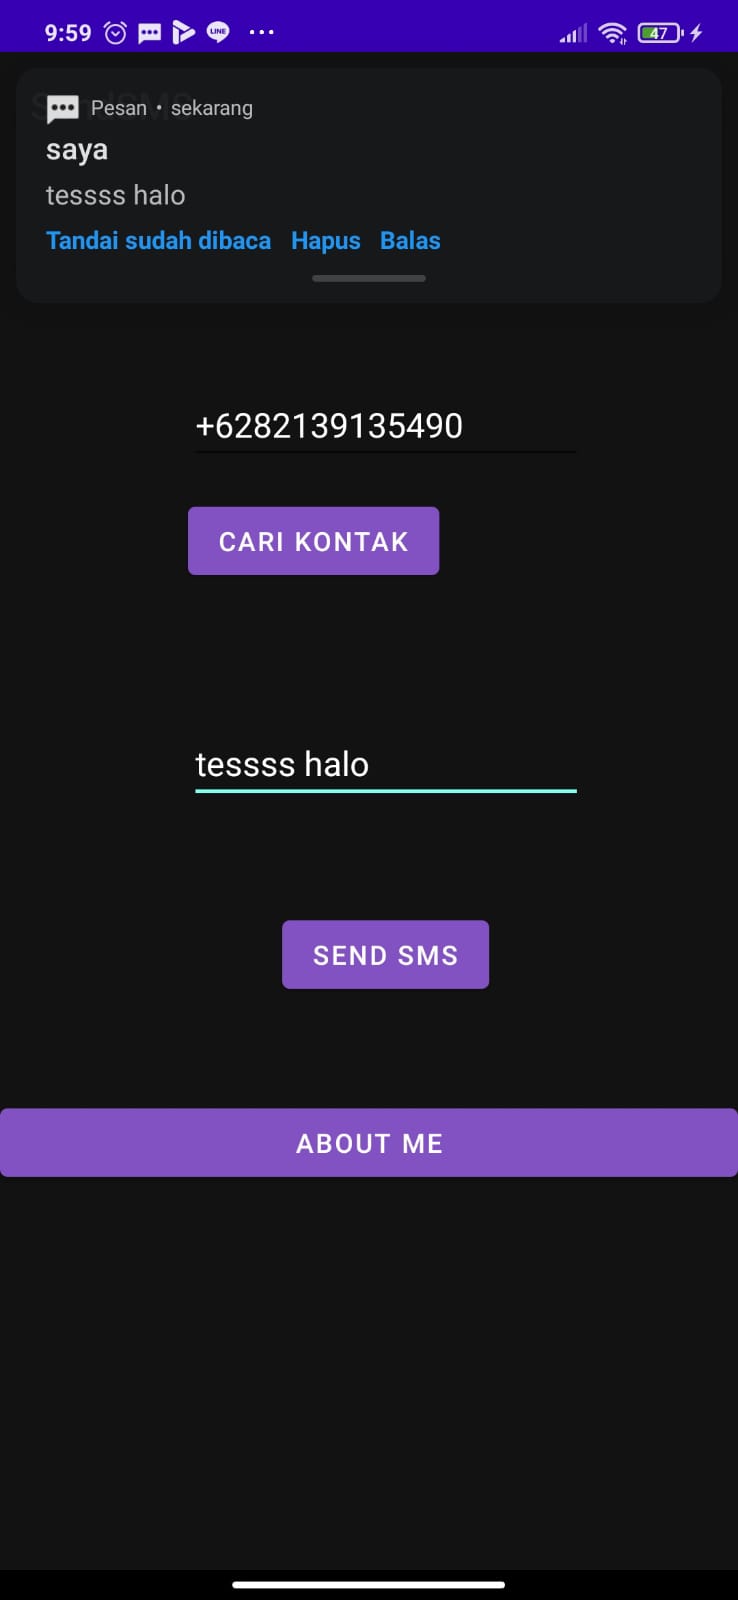 9:59 LINE 47
Pesan • sekarang
saya
tessss halo
Tandai sudah dibaca Hapus Balas
+6282139135490
CARI KONTAK
tessss halo
SEND SMS
ABOUT ME